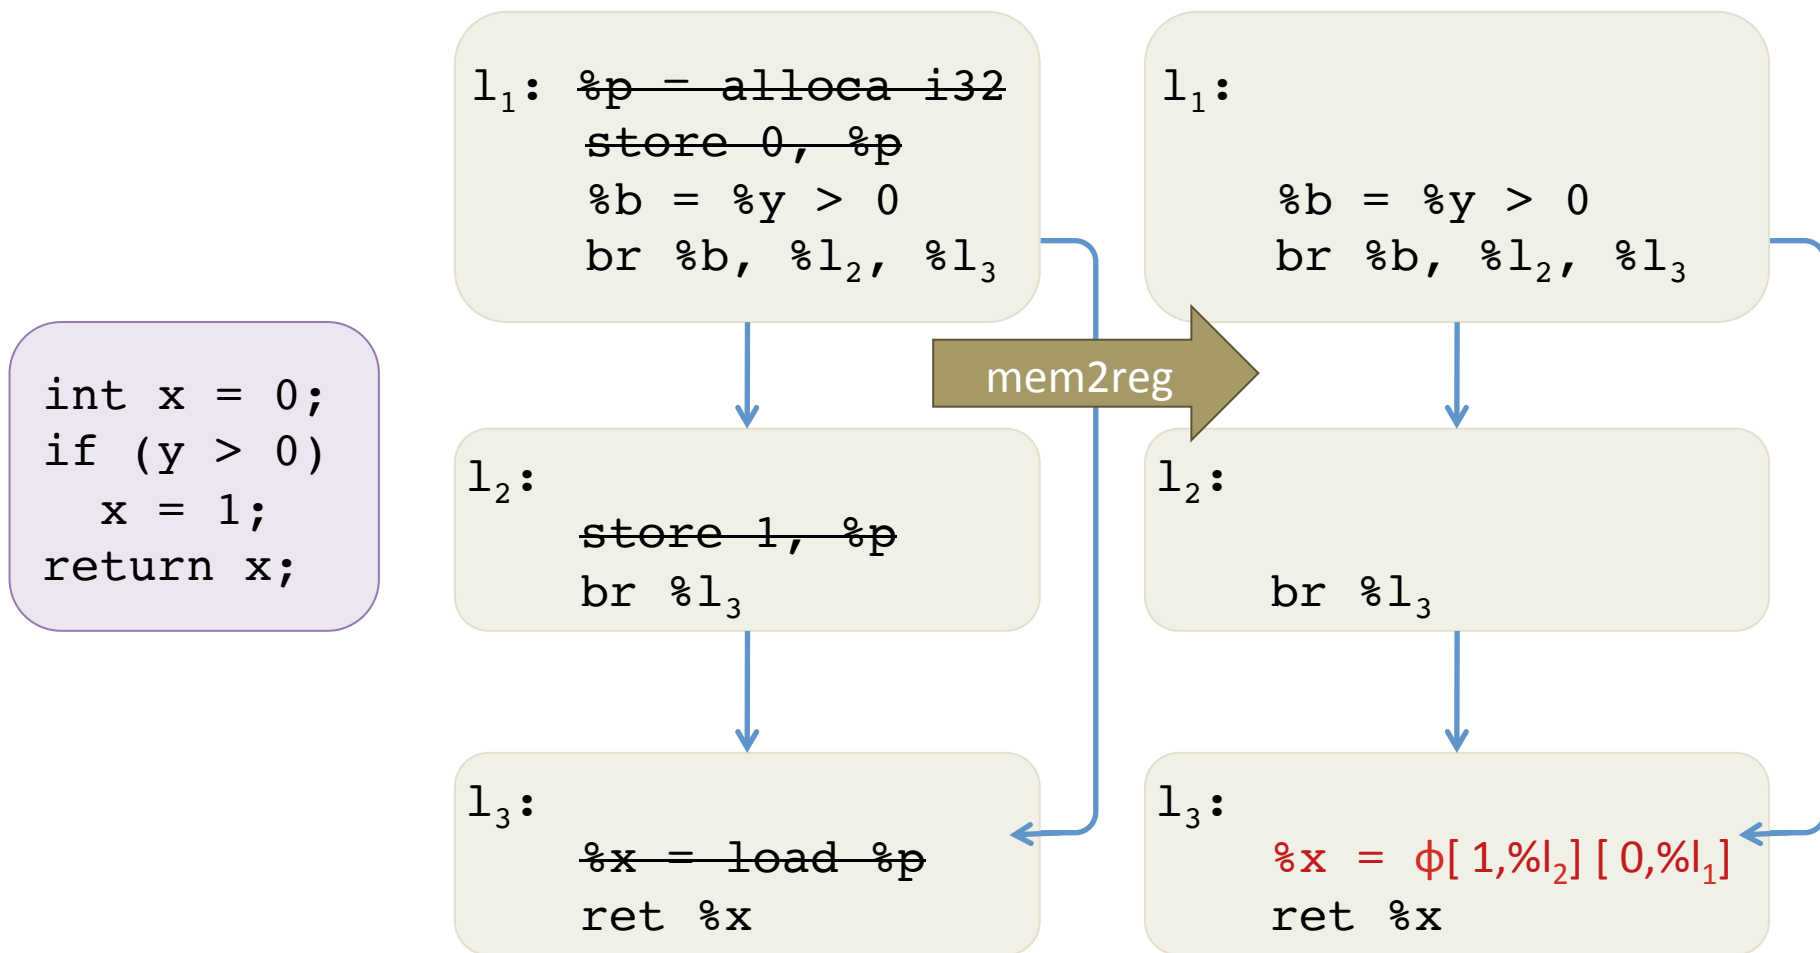 int x = 0;
if (y > 0)
  x = 1;
return x;
l₁: %p = alloca i32
store 0, %p
%b = %y > 0
br %b, %l₂, %l₃
l₂:
store 1, %p
br %l₃
l₃:
%x = load %p
ret %x
mem2reg
l₁:
%b = %y > 0
br %b, %l₂, %l₃
l₂:
br %l₃
l₃:
%x = ϕ[ 1,%l₂] [ 0,%l₁]
ret %x